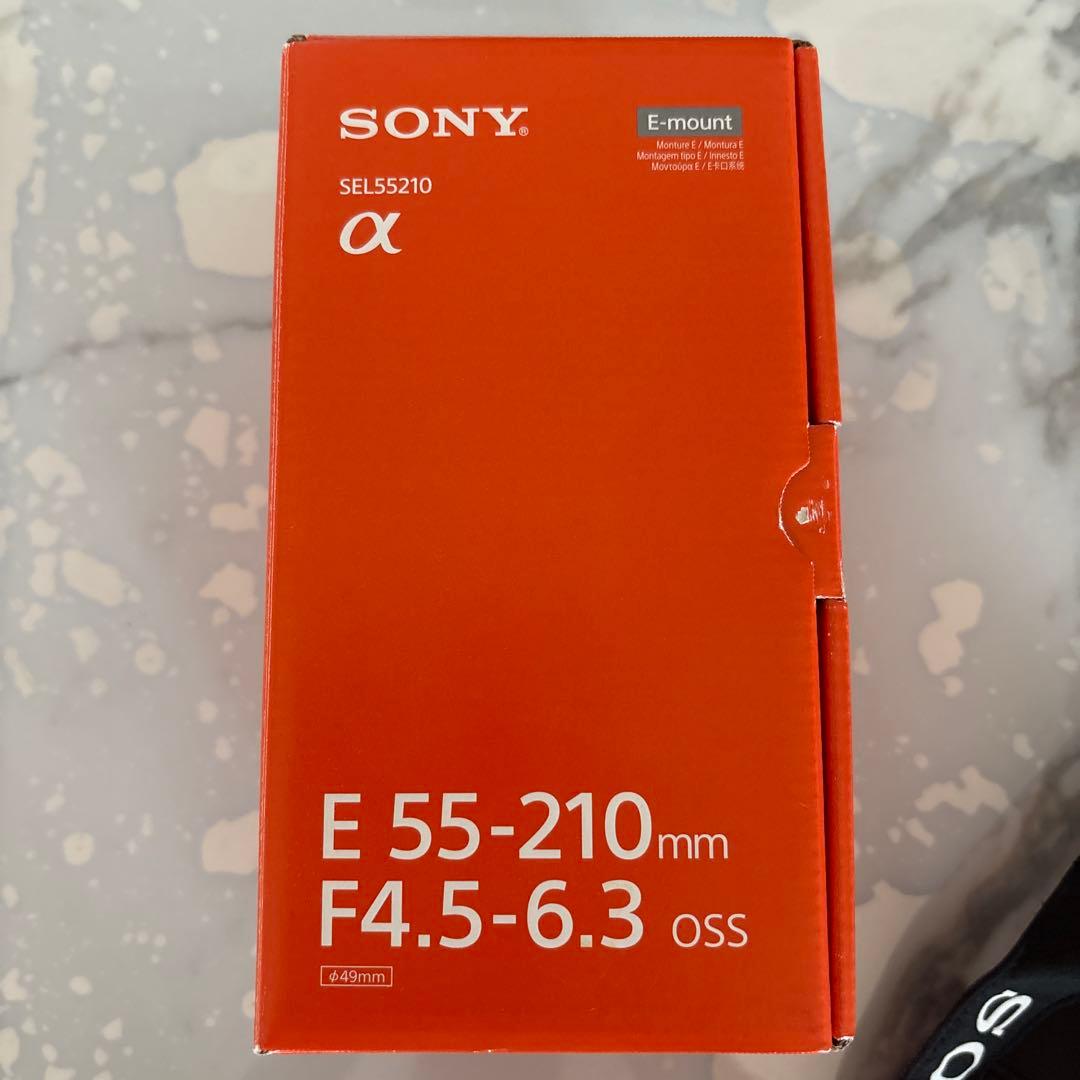 SONY®
E-mount
Monture E / Montura E
Montagem tipo E / Innesto E
Μοντούρα E / E卡口系统
SEL55210
α
E 55-210mm
F4.5-6.3 OSS
φ49mm
SO